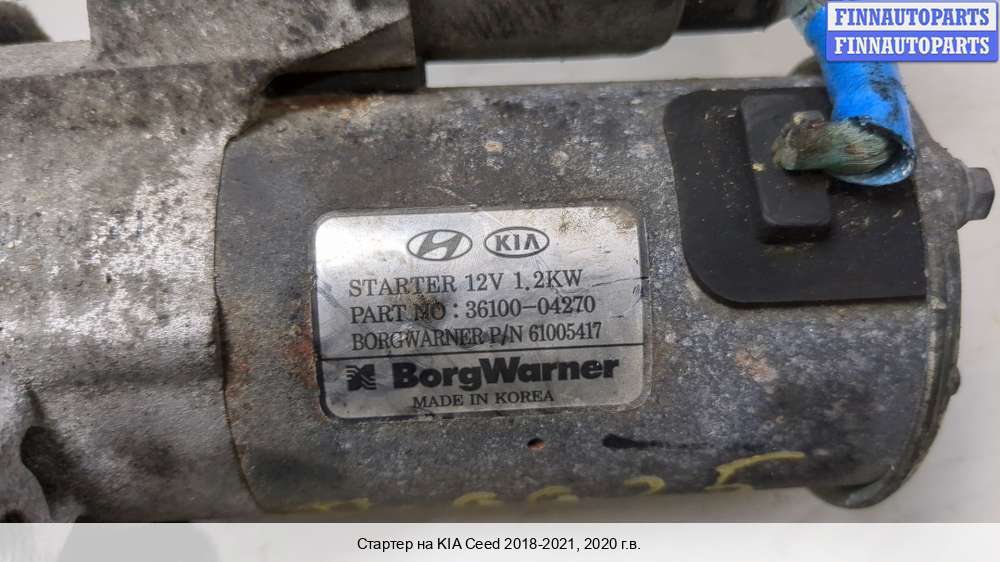 FINNAUTOPARTS
FINNAUTOPARTS
KIA
STARTER 12V 1.2KW
PART NO : 36100-04270
BORGWARNER P/N 61005417
BorgWarner
MADE IN KOREA
Стартер на KIA Ceed 2018-2021, 2020 г.в.